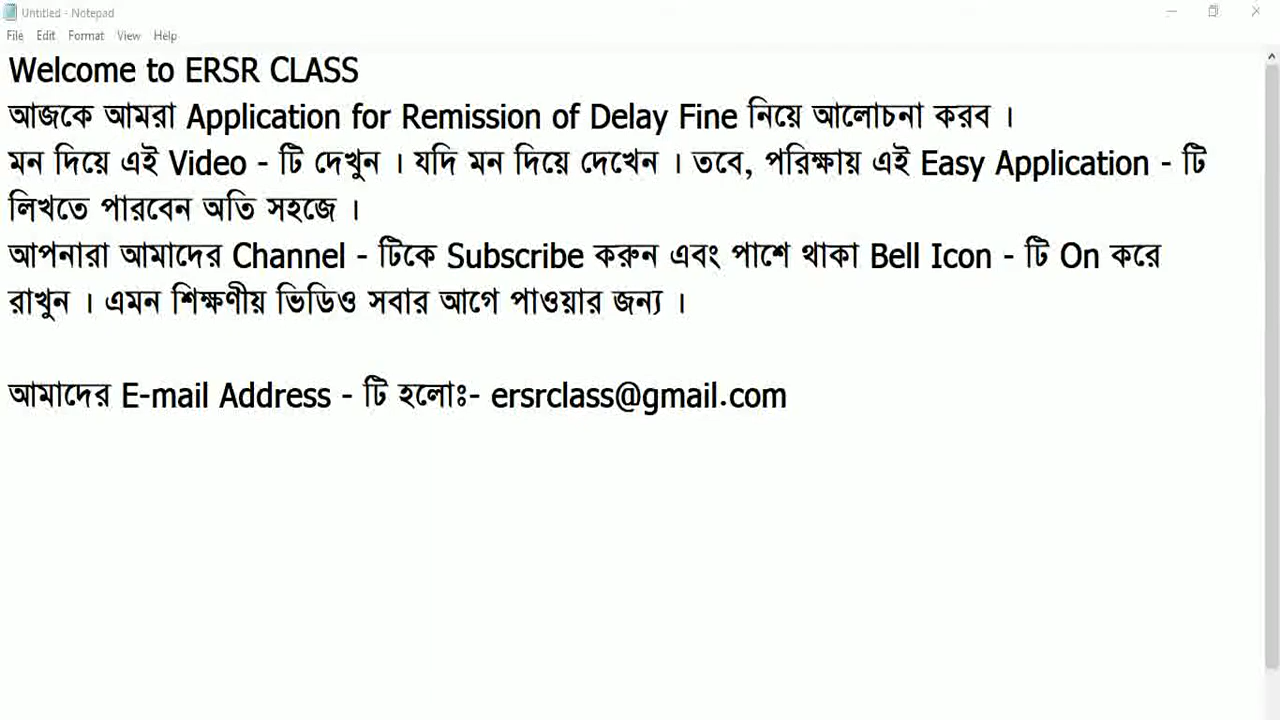 Untitled - Notepad
File Edit Format View Help
Welcome to ERSR CLASS
আজকে আমরা Application for Remission of Delay Fine নিয়ে আলোচনা করব ।
মন দিয়ে এই Video - টি দেখুন । যদি মন দিয়ে দেখেন । তবে, পরিক্ষায় এই Easy Application - টি
লিখতে পারবেন অতি সহজে ।
আপনারা আমাদের Channel - টিকে Subscribe করুন এবং পাশে থাকা Bell Icon - টি On করে
রাখুন । এমন শিক্ষণীয় ভিডিও সবার আগে পাওয়ার জন্য ।
আমাদের E-mail Address - টি হলোঃ- ersrclass@gmail.com